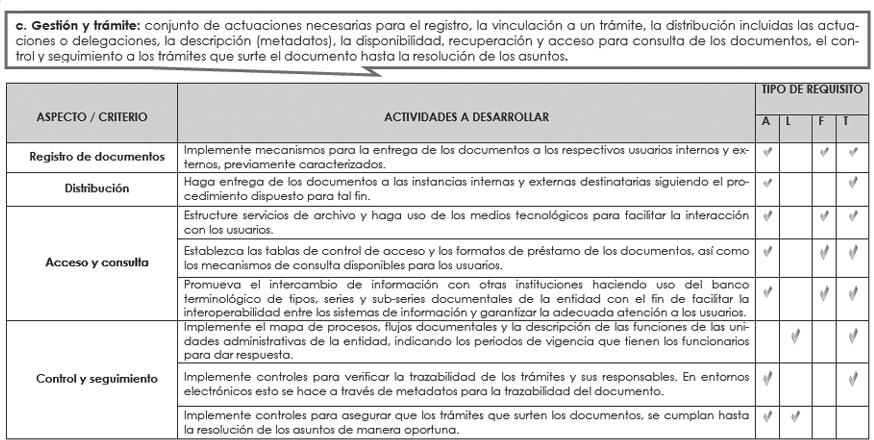 c. Gestión y trámite: conjunto de actuaciones necesarias para el registro, la vinculación a un trámite, la distribución incluidas las actua-
ciones o delegaciones, la descripción (metadatos), la disponibilidad, recuperación y acceso para consulta de los documentos, el con-
trol y seguimiento a los trámites que surte el documento hasta la resolución de los asuntos.
ASPECTO / CRITERIO
ACTIVIDADES A DESARROLLAR
TIPO DE REQUISITO
A L F T
Registro de documentos
Implemente mecanismos para la entrega de los documentos a los respectivos usuarios internos y ex-
ternos, previamente caracterizados.
Distribución
Haga entrega de los documentos a las instancias internas y externas destinatarias siguiendo el pro-
cedimiento dispuesto para tal fin.
Acceso y consulta
Estructure servicios de archivo y haga uso de los medios tecnológicos para facilitar la interacción
con los usuarios.
Establezca las tablas de control de acceso y los formatos de préstamo de los documentos, así como
los mecanismos de consulta disponibles para los usuarios.
Promueva el intercambio de información con otras instituciones haciendo uso del banco
terminológico de tipos, series y sub-series documentales de la entidad con el fin de facilitar la
interoperabilidad entre los sistemas de información y garantizar la adecuada atención a los usuarios.
Control y seguimiento
Implemente el mapa de procesos, flujos documentales y la descripción de las funciones de las uni-
dades administrativas de la entidad, indicando los periodos de vigencia que tienen los funcionarios
para dar respuesta.
Implemente controles para verificar la trazabilidad de los trámites y sus responsables. En entornos
electrónicos esto se hace a través de metadatos para la trazabilidad del documento.
Implemente controles para asegurar que los trámites que surten los documentos, se cumplan hasta
la resolución de los asuntos de manera oportuna.